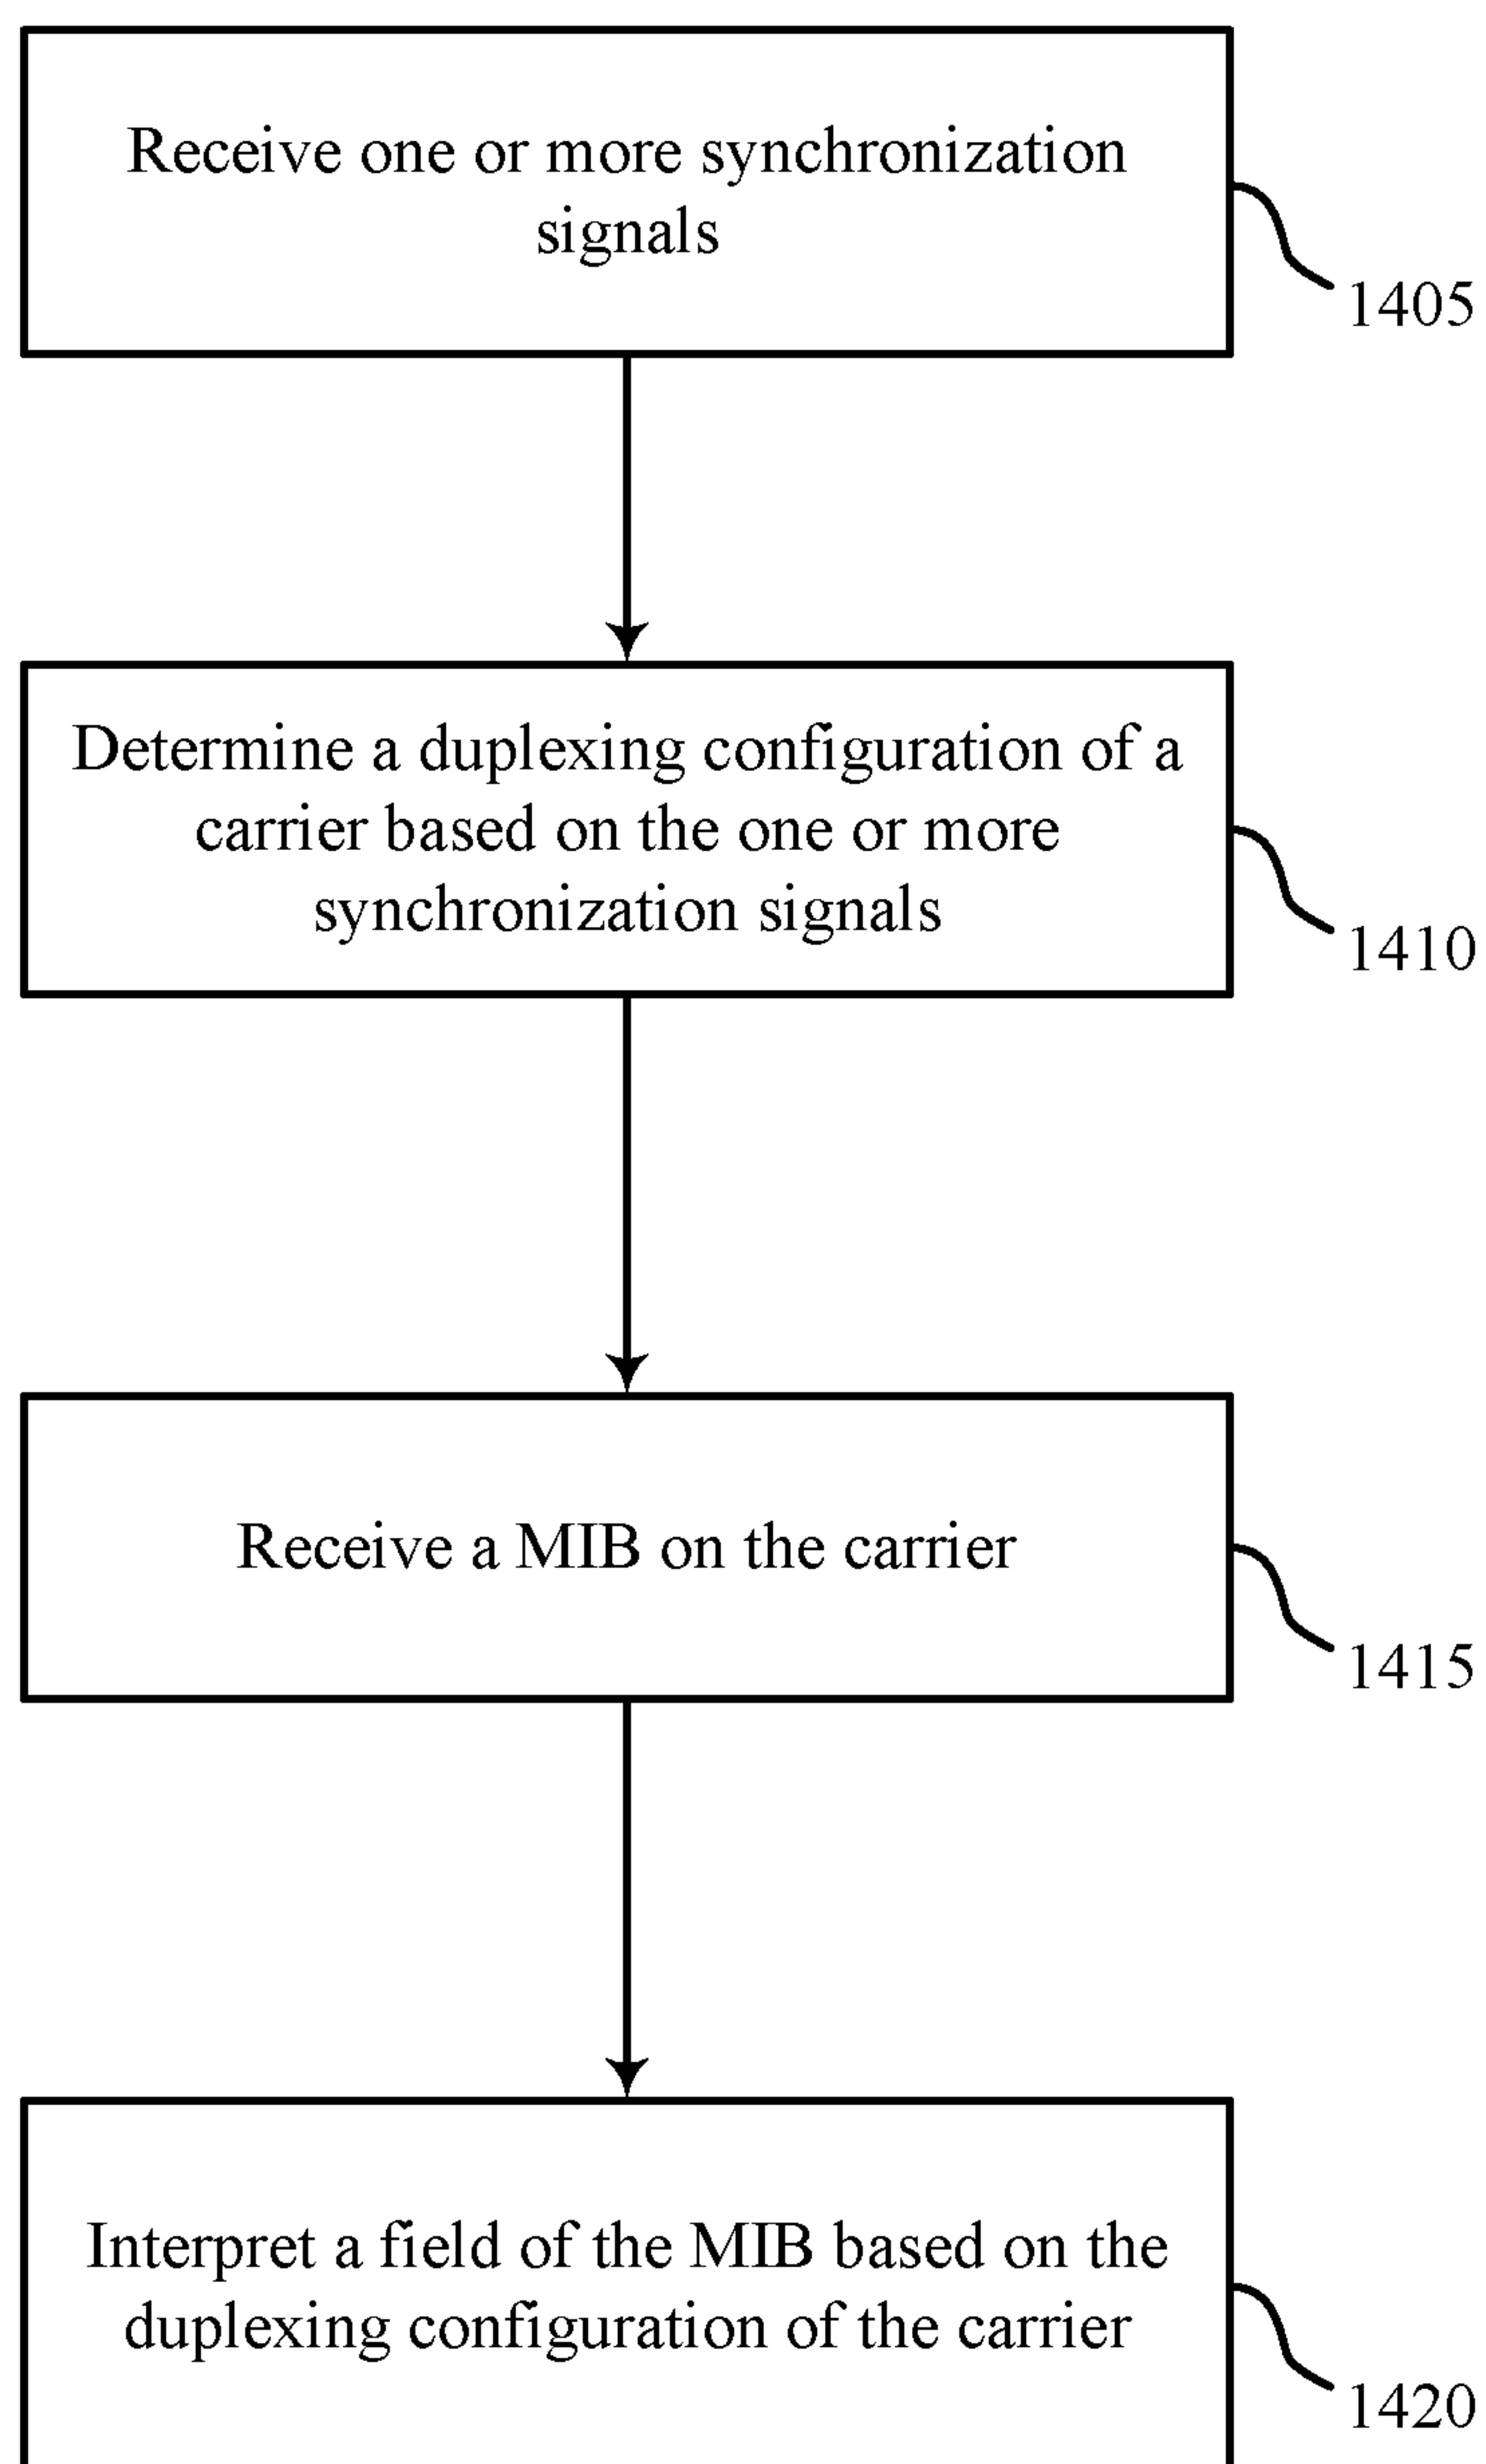 Receive one or more synchronization
signals
1405
Determine a duplexing configuration of a
carrier based on the one or more
synchronization signals
1410
Receive a MIB on the carrier
1415
Interpret a field of the MIB based on the
duplexing configuration of the carrier
1420